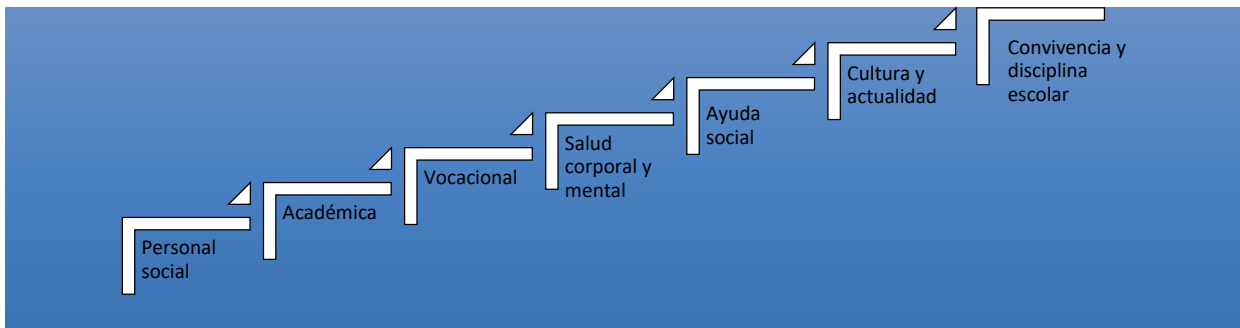 Personal
social
Académica
Vocacional
Salud
corporal y
mental
Ayuda
social
Cultura y
actualidad
Convivencia y
disciplina
escolar